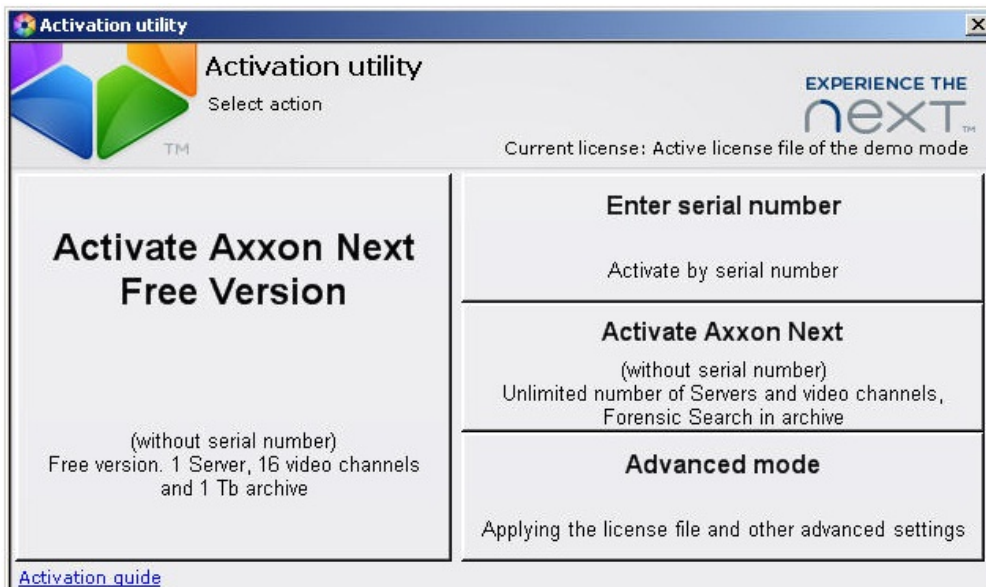 Activation utility
Activation utility
Select action
TM
EXPERIENCE THE
next TM
Current license: Active license file of the demo mode
Activate Axxon Next
Free Version
(without serial number)
Free version. 1 Server, 16 video channels
and 1 Tb archive
Enter serial number
Activate by serial number
Activate Axxon Next
(without serial number)
Unlimited number of Servers and video channels,
Forensic Search in archive
Advanced mode
Applying the license file and other advanced settings
Activation guide